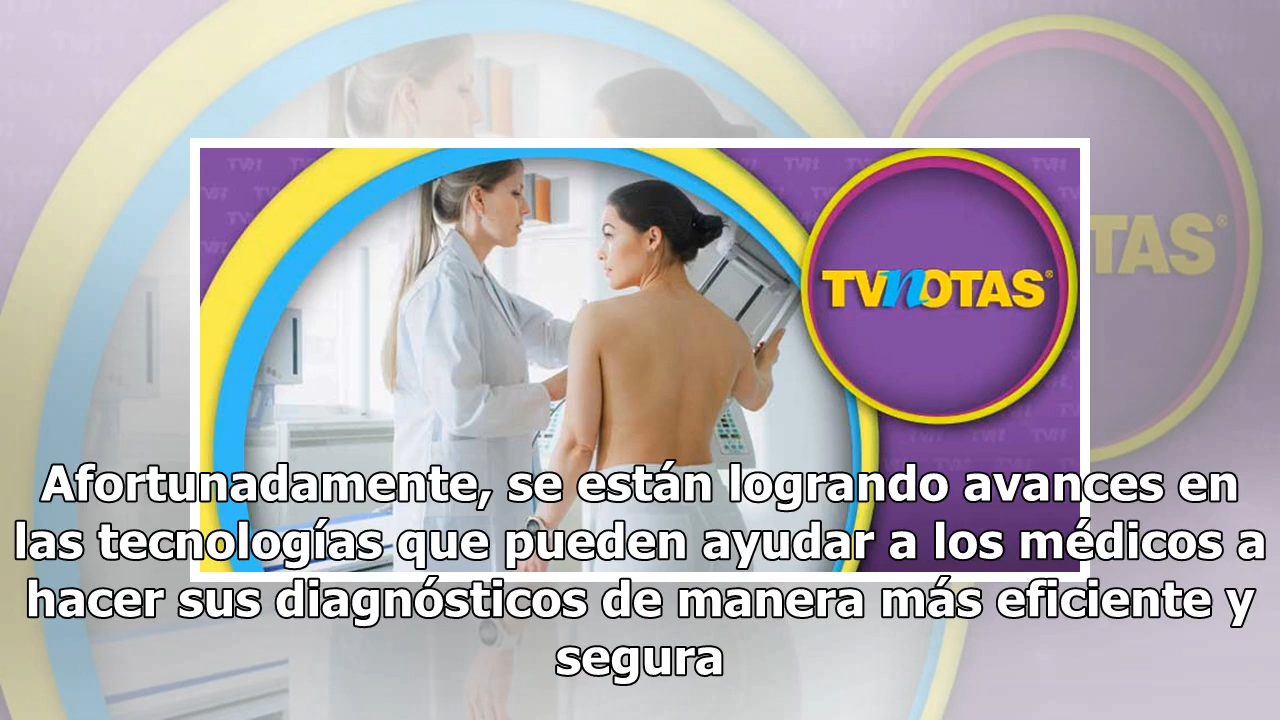 TVnOTAS®
TAS®
Afortunadamente, se están logrando avances en
las tecnologías que pueden ayudar a los médicos a
hacer sus diagnósticos de manera más eficiente y
segura